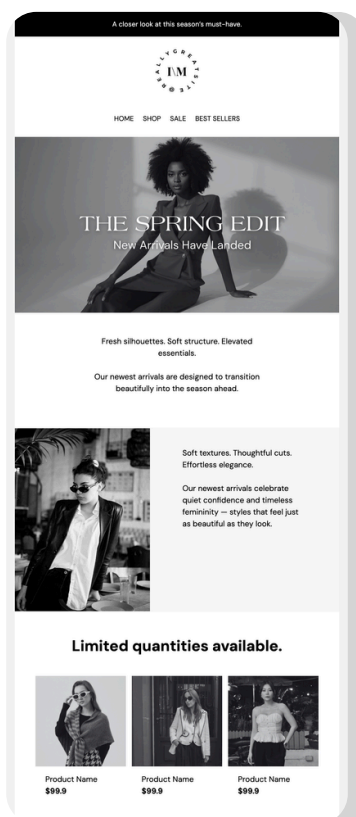 A closer look at this season's must-have.
@REALLYGREATSITE
I\M
HOME SHOP SALE BEST SELLERS
THE SPRING EDIT
New Arrivals Have Landed
Fresh silhouettes. Soft structure. Elevated
essentials.
Our newest arrivals are designed to transition
beautifully into the season ahead.
Soft textures. Thoughtful cuts.
Effortless elegance.
Our newest arrivals celebrate
quiet confidence and timeless
femininity — styles that feel just
as beautiful as they look.
Limited quantities available.
Product Name Product Name Product Name
$99.9 $99.9 $99.9